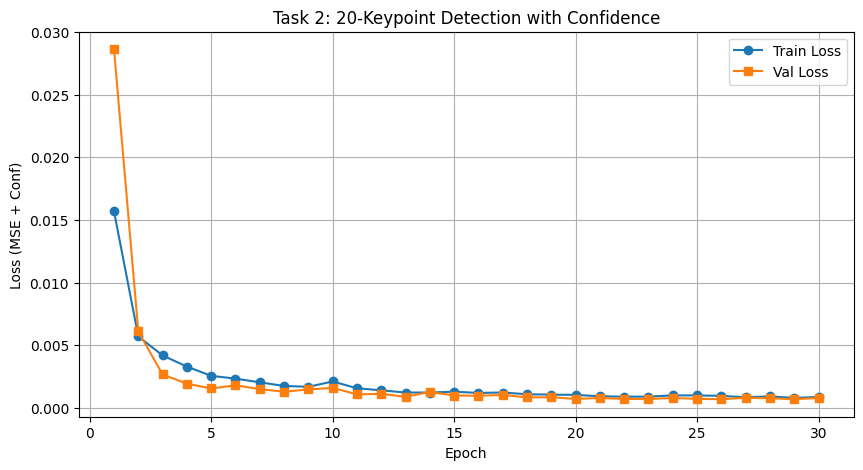 Task 2: 20-Keypoint Detection with Confidence
Train Loss
Val Loss
Loss (MSE + Conf)
0.030
0.025
0.020
0.015
0.010
0.005
0.000
0
5
10
15
20
25
30
Epoch